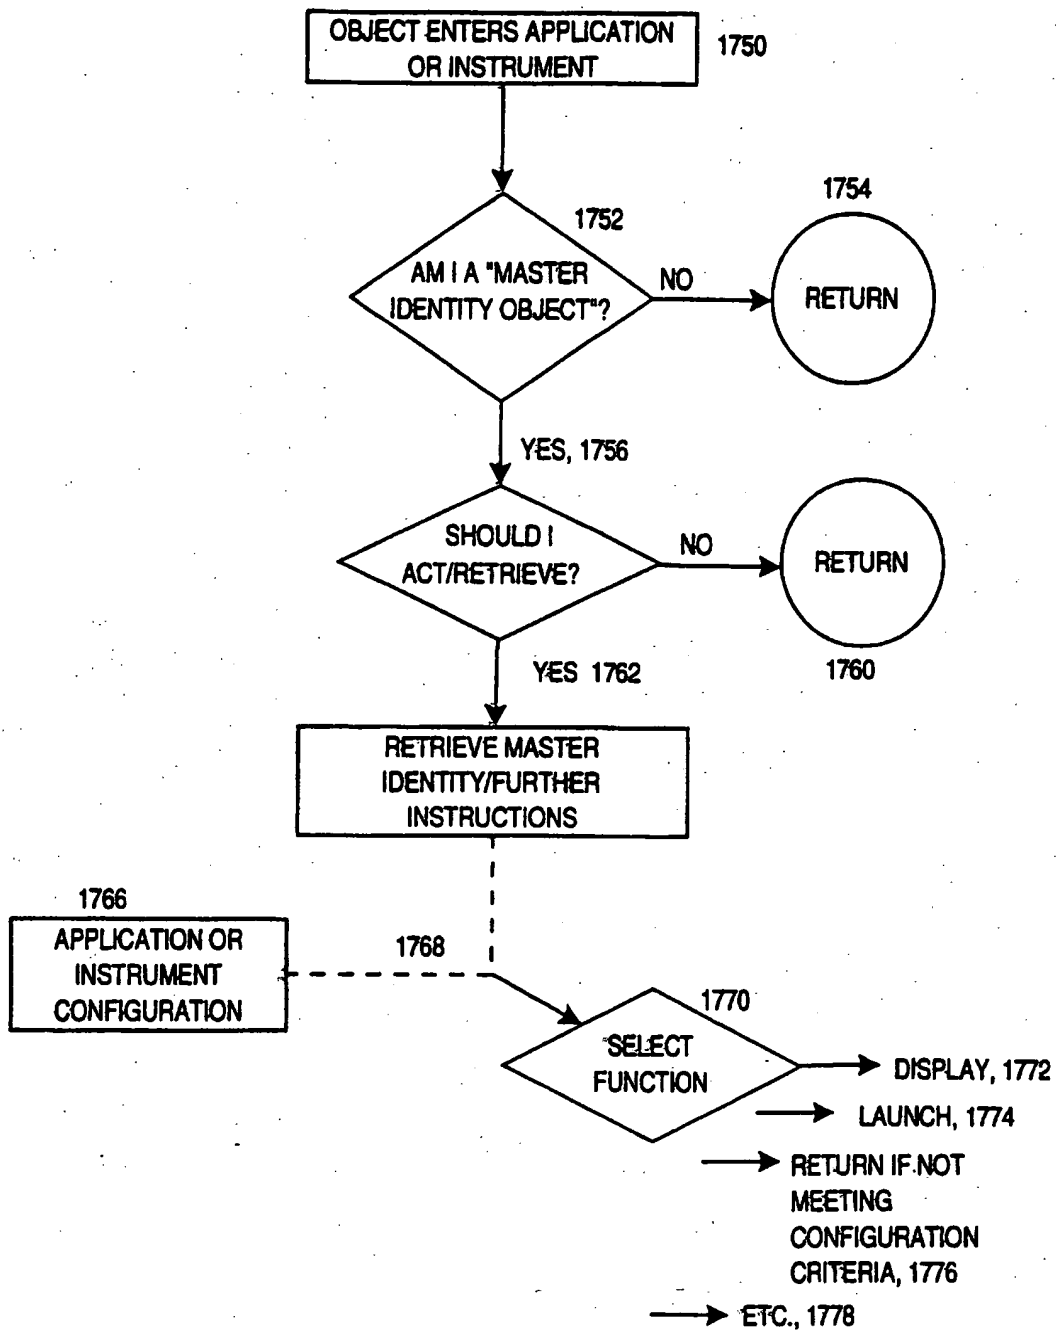 OBJECT ENTERS APPLICATION
OR INSTRUMENT
1750
1752
AM I A "MASTER
IDENTITY OBJECT"?
NO
1754
RETURN
YES, 1756
SHOULD I
ACT/RETRIEVE?
NO
RETURN
1760
YES 1762
RETRIEVE MASTER
IDENTITY/FURTHER
INSTRUCTIONS
1766
APPLICATION OR
INSTRUMENT
CONFIGURATION
1768
1770
SELECT
FUNCTION
DISPLAY, 1772
LAUNCH, 1774
RETURN IF NOT
MEETING
CONFIGURATION
CRITERIA, 1776
ETC., 1778